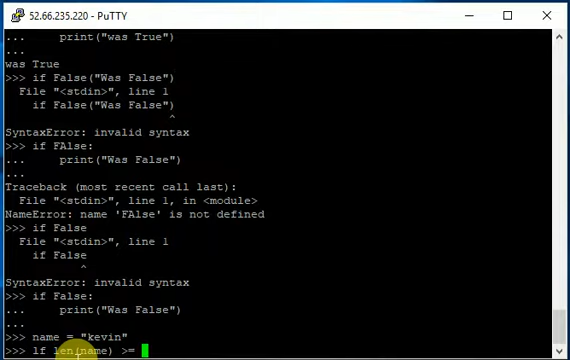 52.66.235.220 - PuTTY
...     print("was True")
...
was True
>>> if False("Was False")
  File "<stdin>", line 1
    if False("Was False")
                        ^
SyntaxError: invalid syntax
>>> if FAlse:
...     print("Was False")
...
Traceback (most recent call last):
  File "<stdin>", line 1, in <module>
NameError: name 'FAlse' is not defined
>>> if False
  File "<stdin>", line 1
    if False
           ^
SyntaxError: invalid syntax
>>> if False:
...     print("Was False")
...
>>> name = "kevin"
>>> if len(name) >=